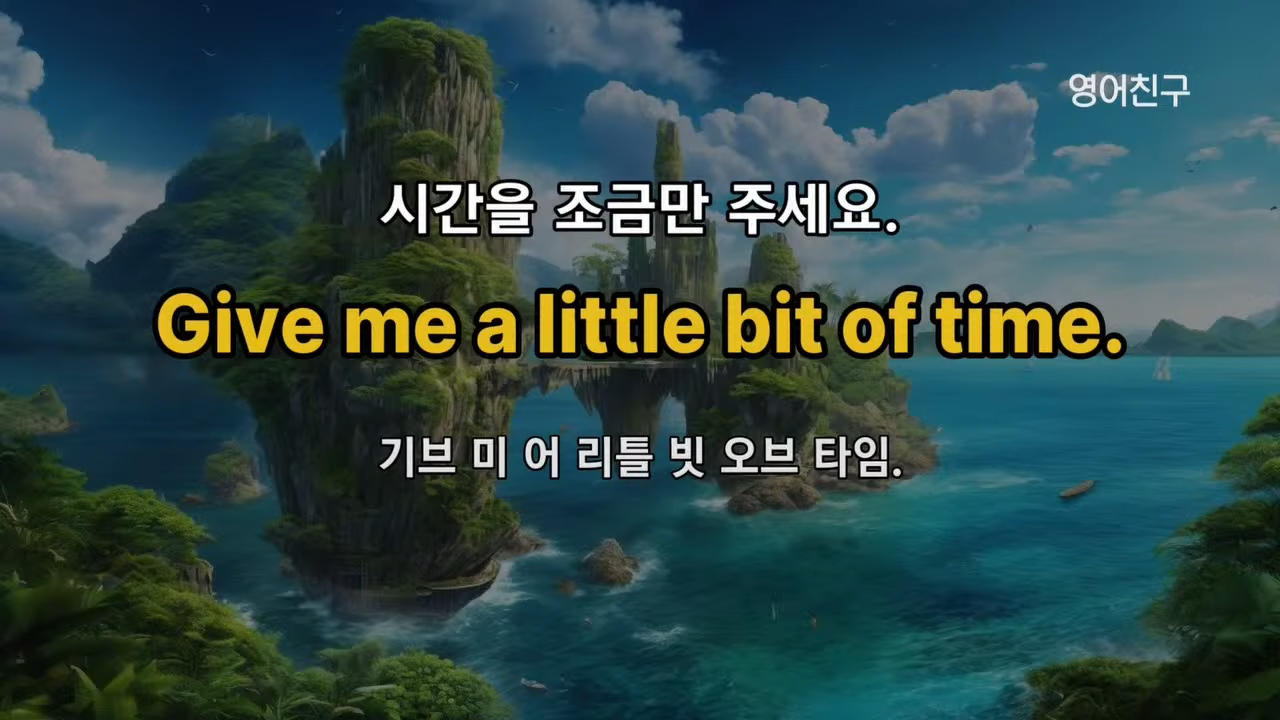 영어친구
시간을 조금만 주세요.
Give me a little bit of time.
기브 미 어 리틀 빗 오브 타임.